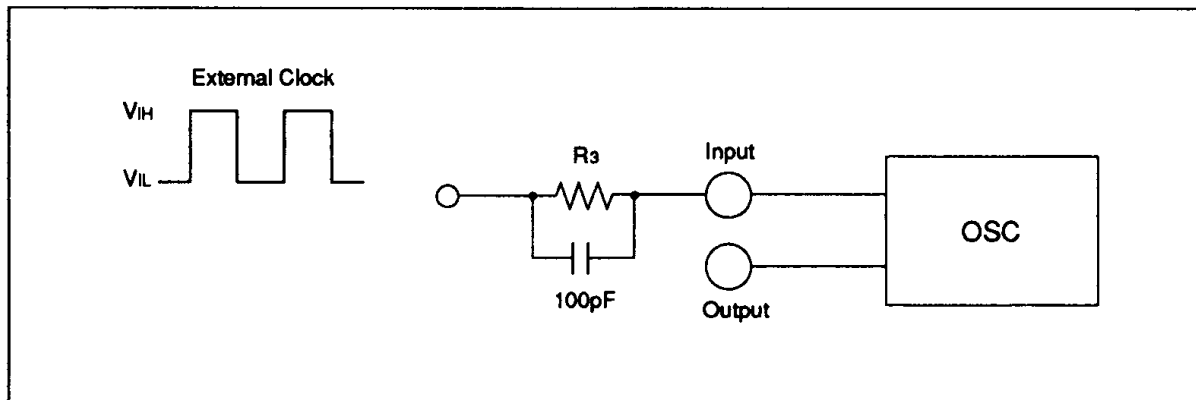 External Clock
VIH
VIL
R3
Input
OSC
100pF
Output